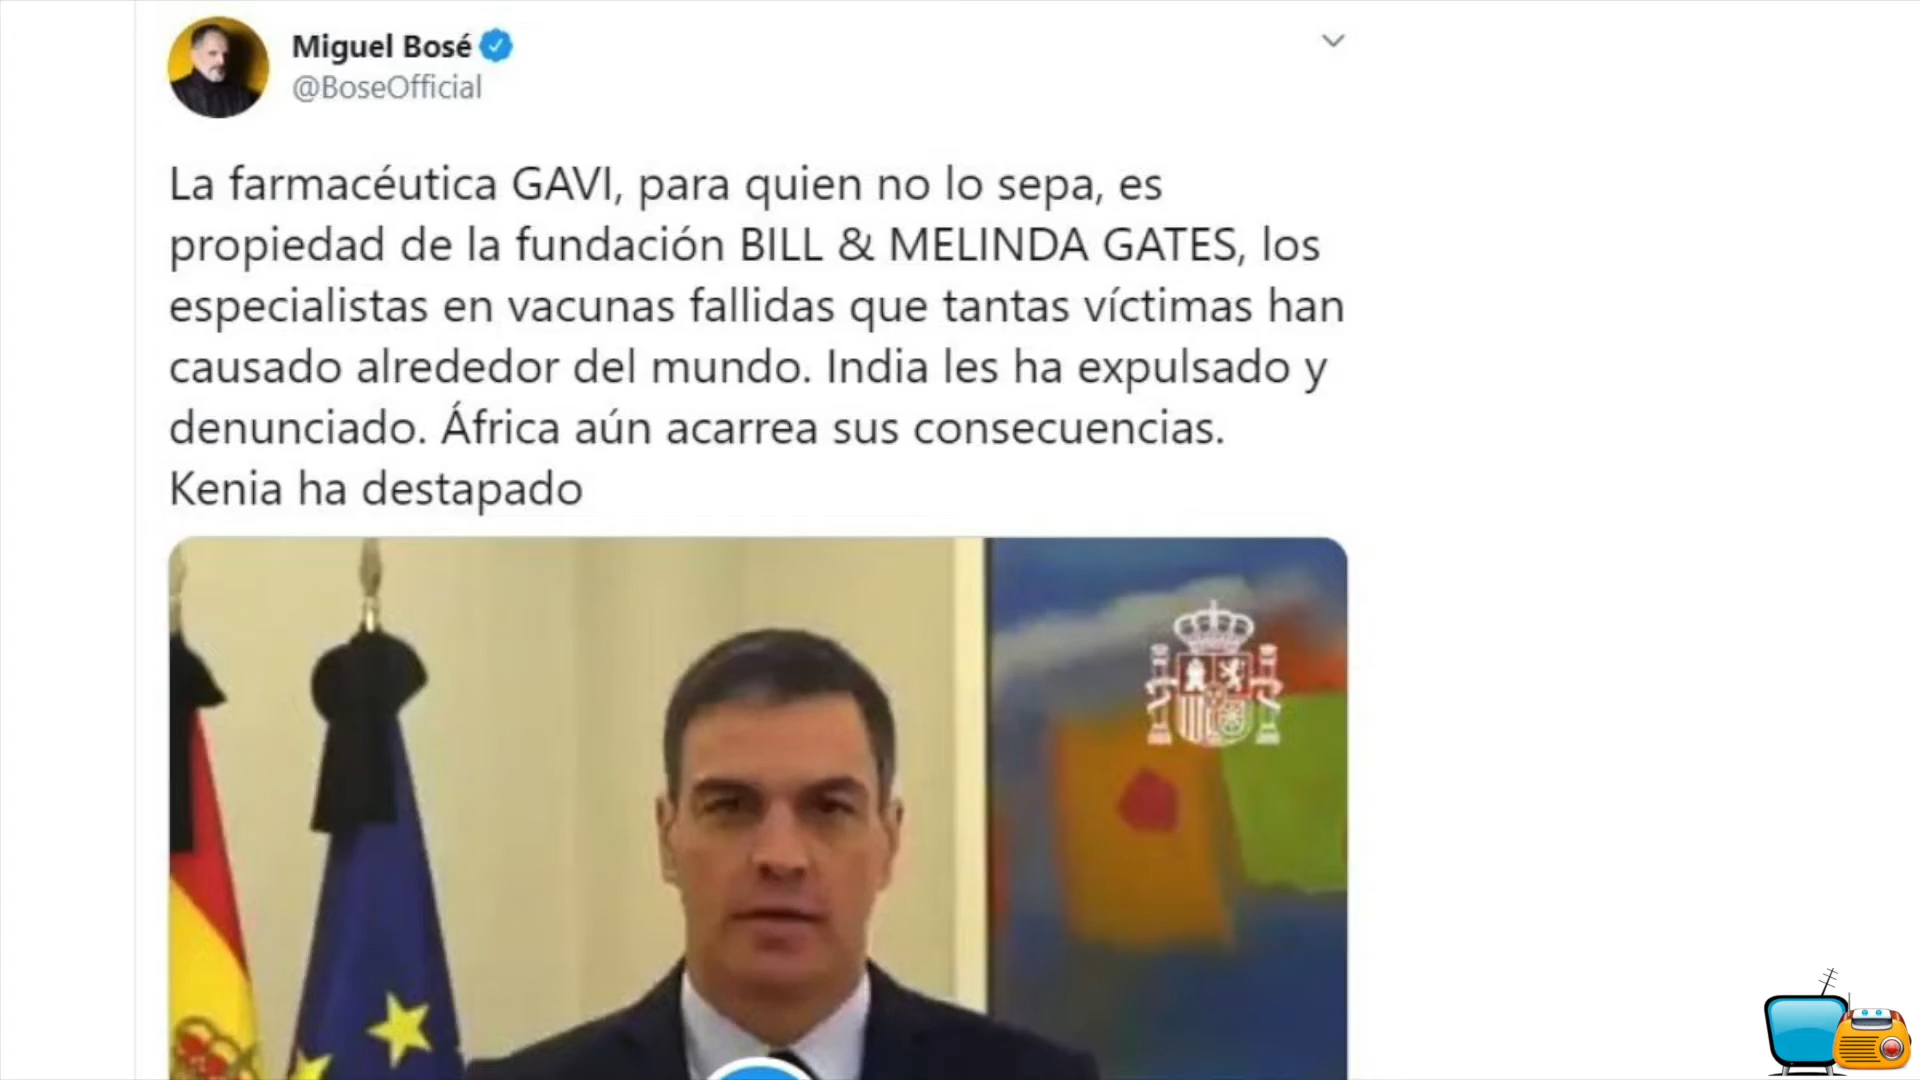 Miguel Bosé
@BoseOfficial
La farmacéutica GAVI, para quien no lo sepa, es
propiedad de la fundación BILL & MELINDA GATES, los
especialistas en vacunas fallidas que tantas víctimas han
causado alrededor del mundo. India les ha expulsado y
denunciado. África aún acarrea sus consecuencias.
Kenia ha destapado